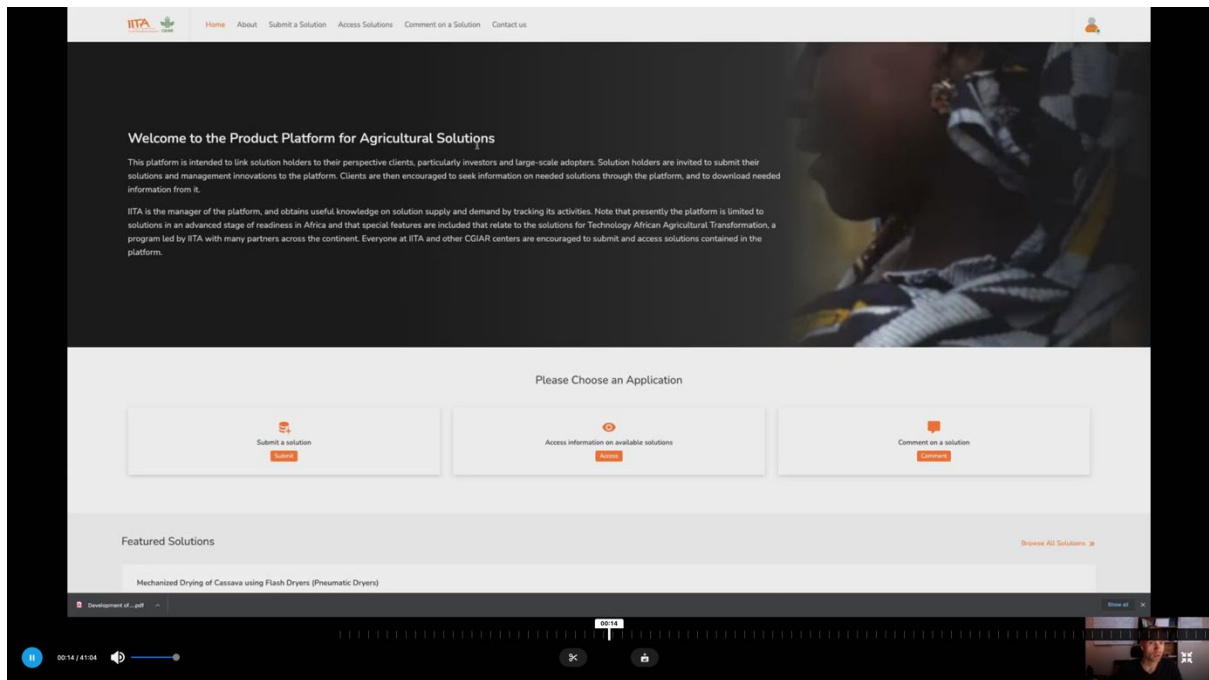 IITA CGIAR Home About Submit a Solution Access Solutions Comment on a Solution Contact us
Welcome to the Product Platform for Agricultural Solutions
This platform is intended to link solution holders to their perspective clients, particularly investors and large-scale adopters. Solution holders are invited to submit their
solutions and management innovations to the platform. Clients are then encouraged to seek information on needed solutions through the platform, and to download needed
information from it.
IITA is the manager of the platform, and obtains useful knowledge on solution supply and demand by tracking its activities. Note that presently the platform is limited to
solutions in an advanced stage of readiness in Africa and that special features are included that relate to the solutions for Technology African Agricultural Transformation, a
program led by IITA with many partners across the continent. Everyone at IITA and other CGIAR centers are encouraged to submit and access solutions contained in the
platform.
Please Choose an Application
Submit a solution
Submit
Access information on available solutions
Access
Comment on a solution
Comment
Featured Solutions
Browse All Solutions »
Mechanized Drying of Cassava using Flash Dryers (Pneumatic Dryers)
Development of....pdf
Show all
00:14
00:14 / 41:04